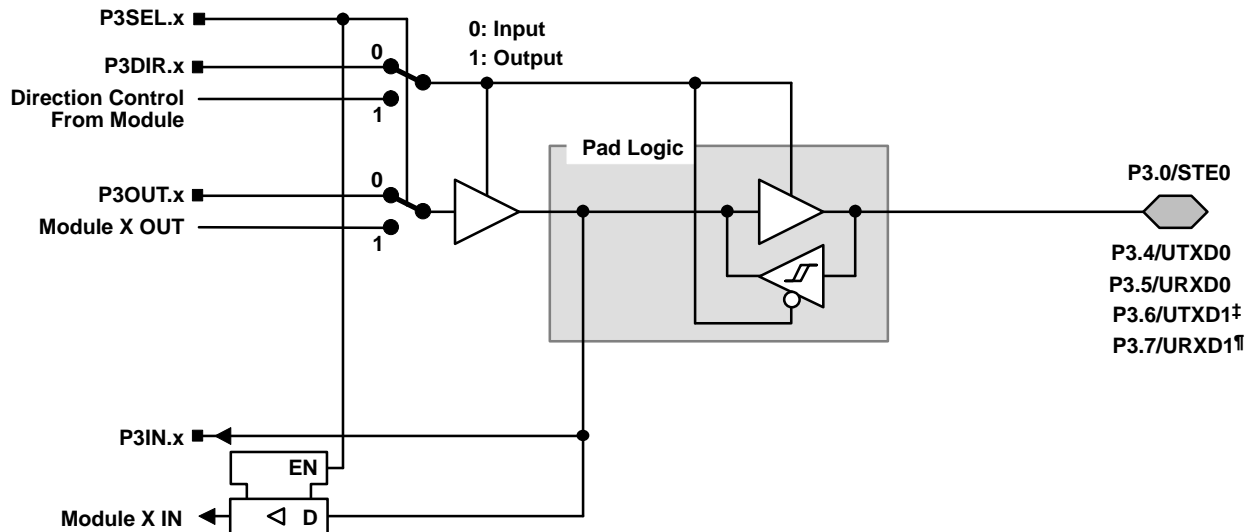 P3SEL.x
0: Input
1: Output
0
P3DIR.x
Direction Control
From Module
1
Pad Logic
P3OUT.x
0
Module X OUT
1
P3.0/STE0
P3.4/UTXD0
P3.5/URXD0
P3.6/UTXD1‡
P3.7/URXD1¶
P3IN.x
EN
Module X IN
D